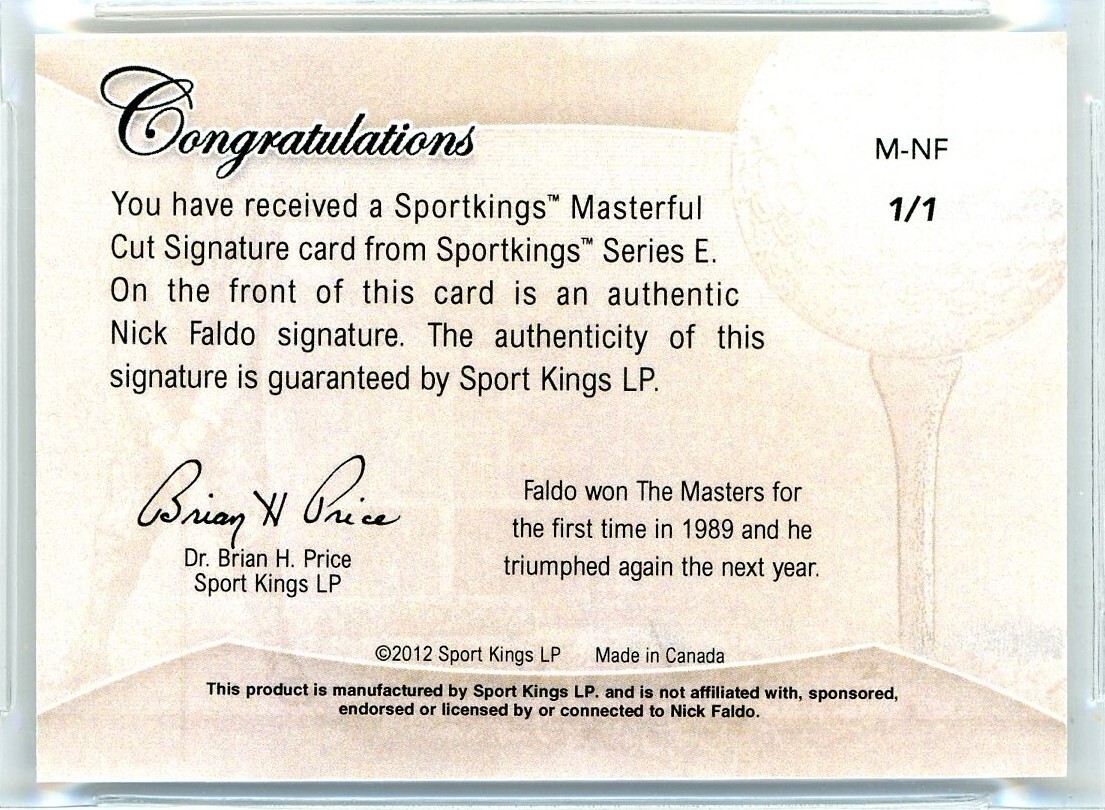 Congratulations
M-NF
1/1
You have received a Sportkings™ Masterful
Cut Signature card from Sportkings™ Series E.
On the front of this card is an authentic
Nick Faldo signature. The authenticity of this
signature is guaranteed by Sport Kings LP.
Brian H Price
Dr. Brian H. Price
Sport Kings LP
Faldo won The Masters for
the first time in 1989 and he
triumphed again the next year.
©2012 Sport Kings LP Made in Canada
This product is manufactured by Sport Kings LP. and is not affiliated with, sponsored,
endorsed or licensed by or connected to Nick Faldo.